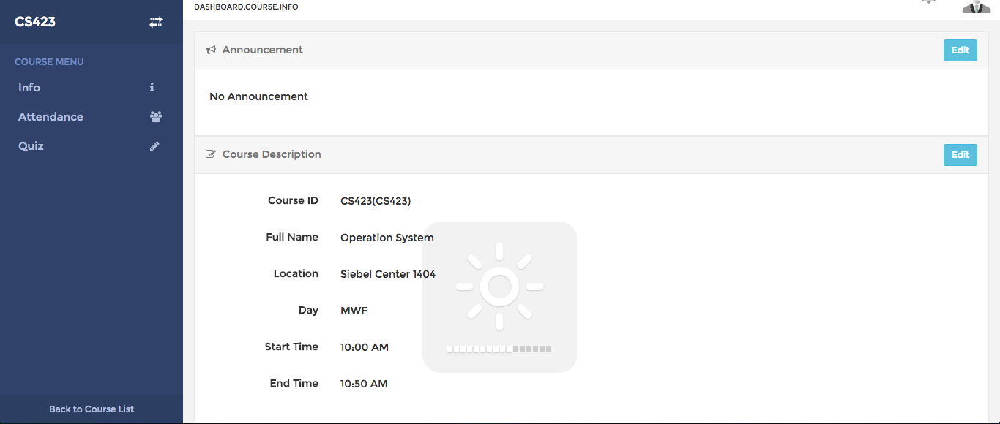 CS423
COURSE MENU
Info
Attendance
Quiz
Back to Course List
DASHBOARD.COURSE.INFO
Announcement
Edit
No Announcement
Course Description
Edit
Course ID CS423(CS423)
Full Name Operation System
Location Siebel Center 1404
Day MWF
Start Time 10:00 AM
End Time 10:50 AM